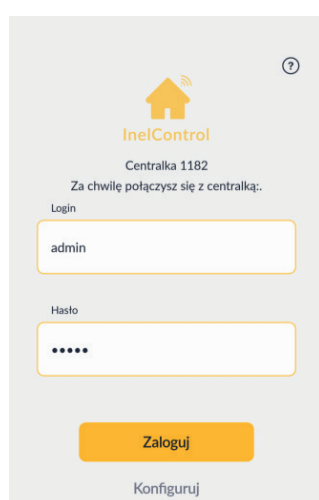 ?
InelControl
Centralka 1182
Za chwilę połączysz się z centralką:.
Login
admin
Hasło
•••••
Zaloguj
Konfiguruj